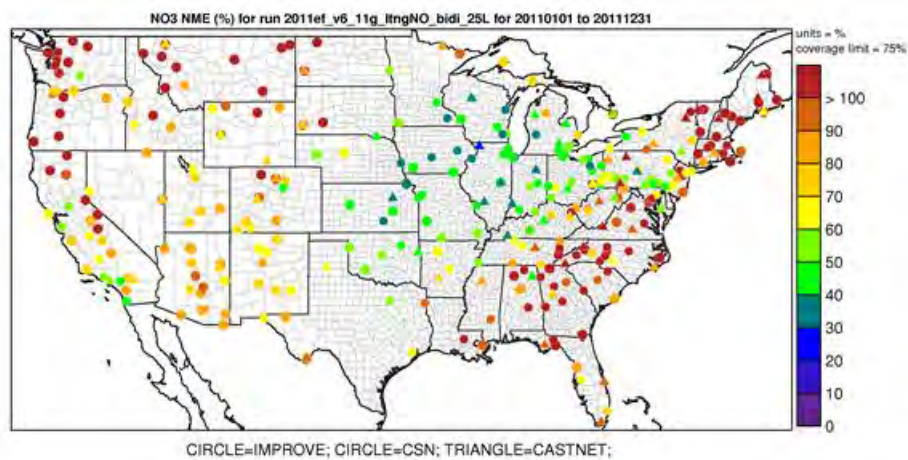 NO3 NME (%) for run 2011ef_v6_11g_ltngNO_bidi_25L for 20110101 to 20111231
units = %
coverage limit = 75%
> 100
90
80
70
60
50
40
30
20
10
0
CIRCLE=IMPROVE; CIRCLE=CSN; TRIANGLE=CASTNET;